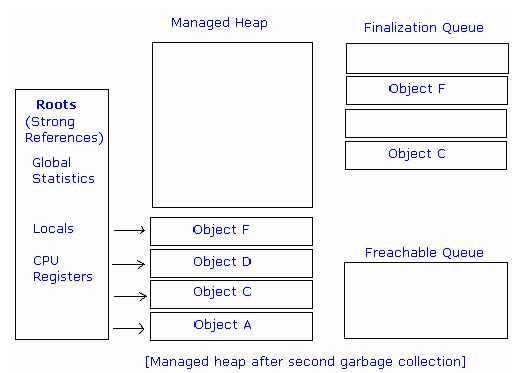 Managed Heap
Finalization Queue
Roots
(Strong
References)
Global
Statistics
Locals
CPU
Registers
Object F
Object D
Object C
Object A
Object F
Object C
Freachable Queue
[Managed heap after second garbage collection]